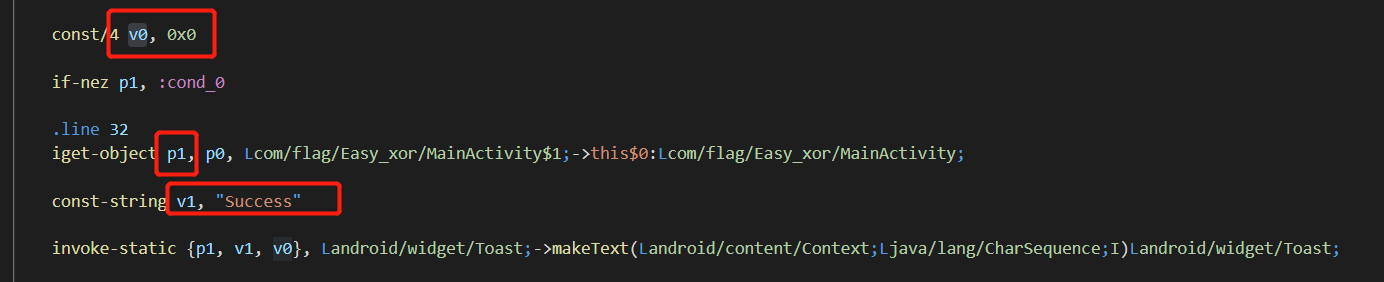 const/4 v0, 0x0
if-nez p1, :cond_0
.line 32
iget-object p1, p0, Lcom/flag/Easy_xor/MainActivity$1;->this$0:Lcom/flag/Easy_xor/MainActivity;
const-string v1, "Success"
invoke-static {p1, v1, v0}, Landroid/widget/Toast;->makeText(Landroid/content/Context;Ljava/lang/CharSequence;I)Landroid/widget/Toast;